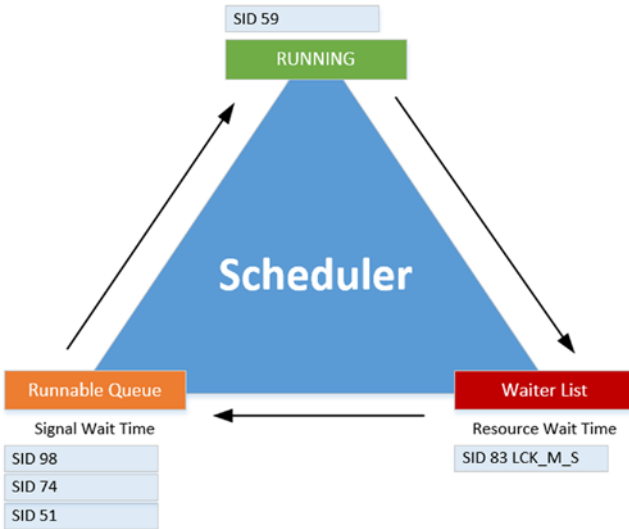 SID 59
RUNNING
Scheduler
Runnable Queue
Waiter List
Signal Wait Time
Resource Wait Time
SID 98
SID 83 LCK_M_S
SID 74
SID 51